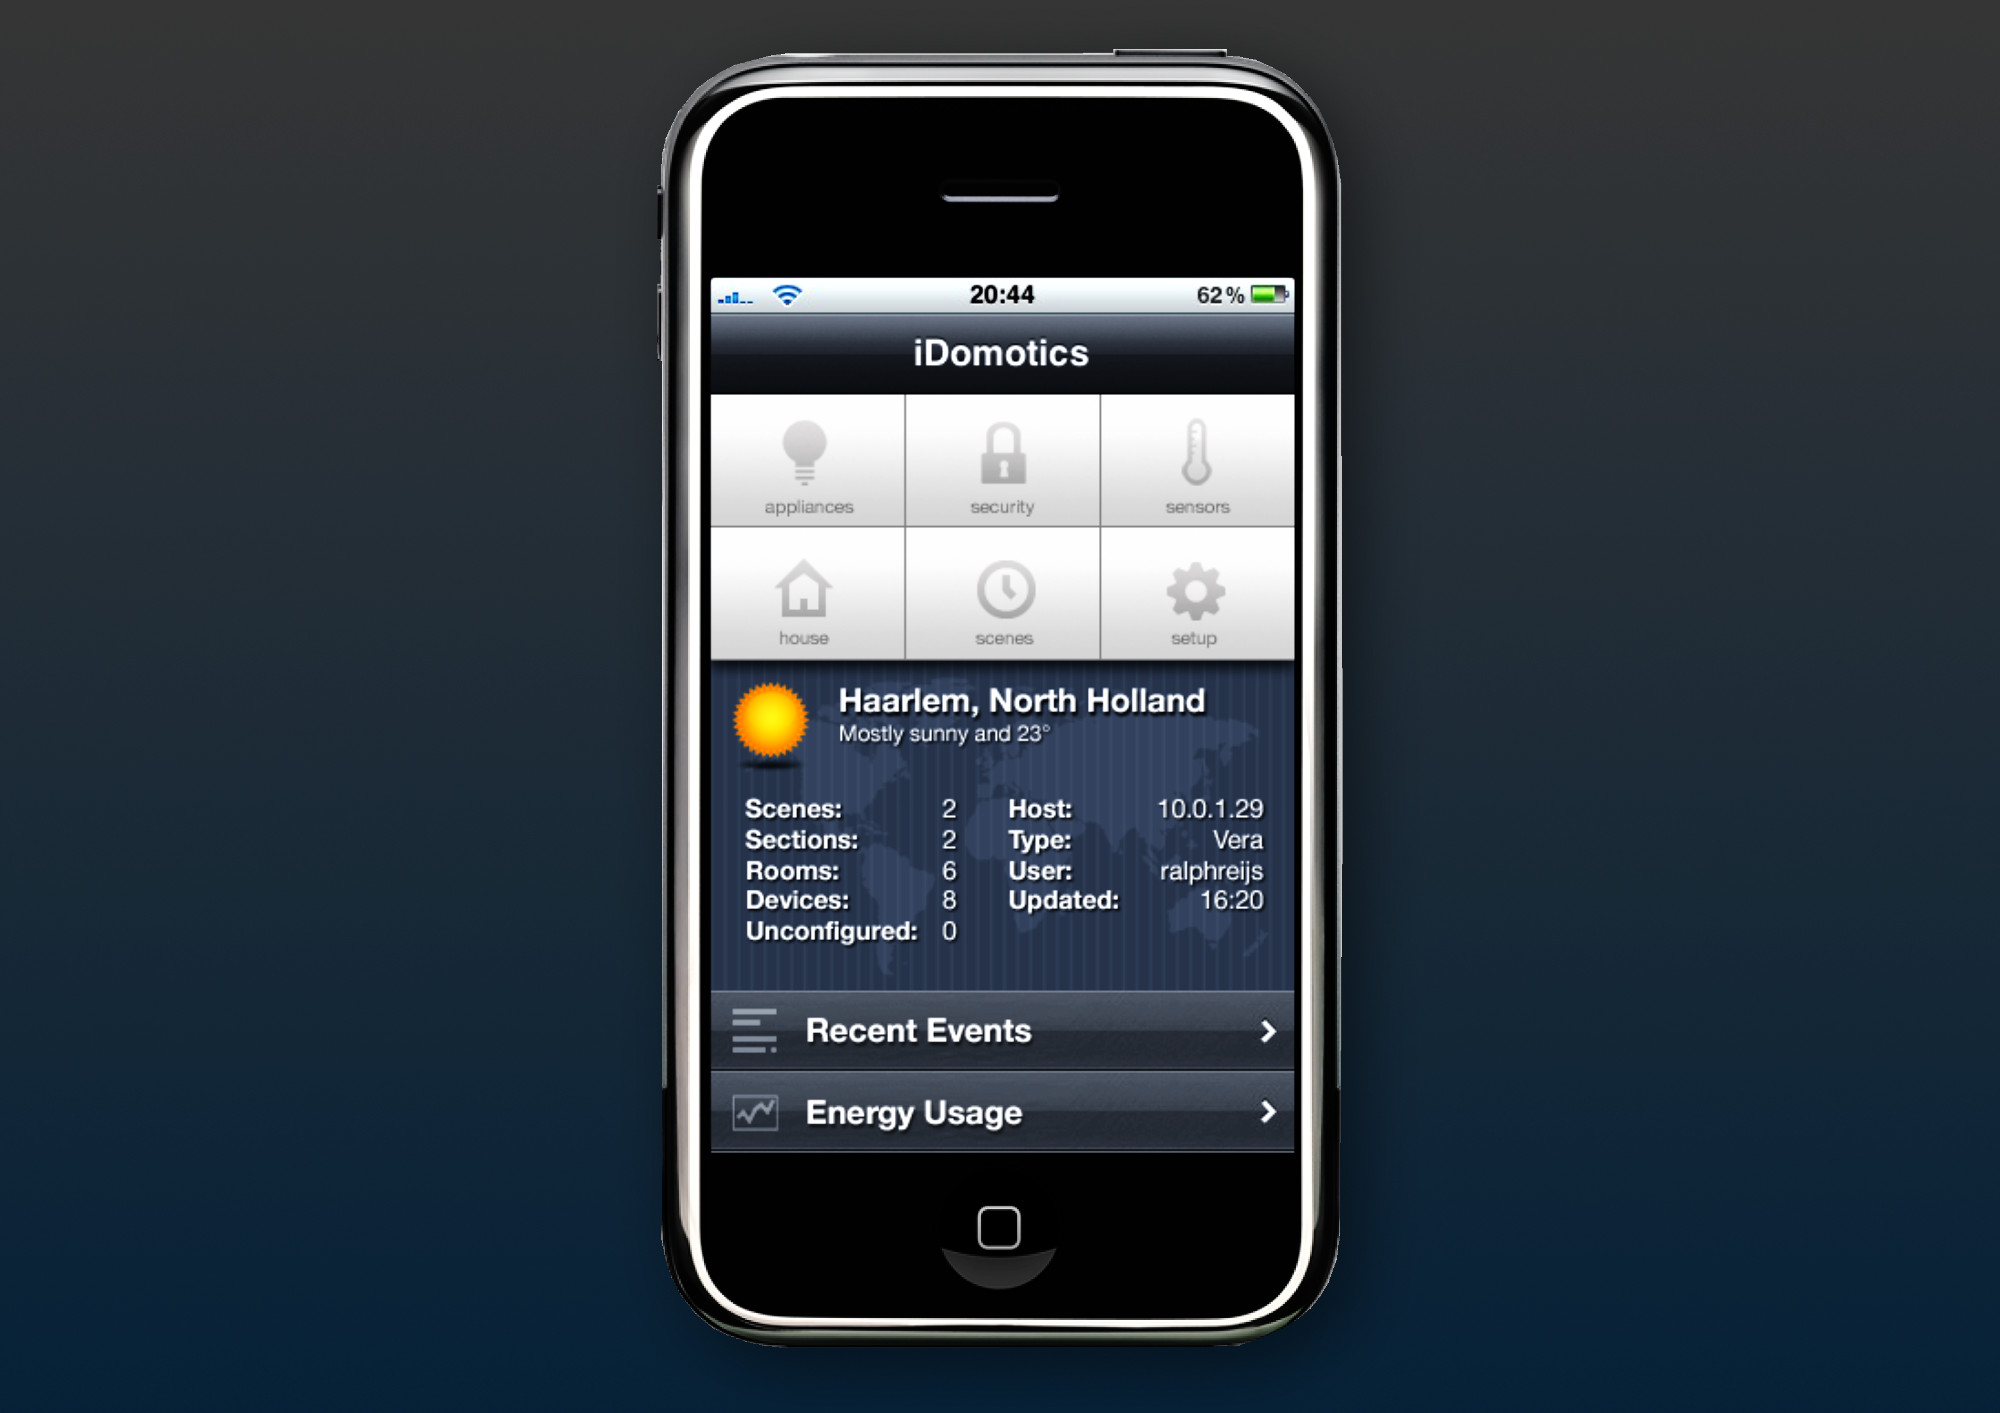 20:44 62%
iDomotics
appliances security sensors
house scenes setup
Haarlem, North Holland
Mostly sunny and 23°
Scenes: 2 Host: 10.0.1.29
Sections: 2 Type: Vera
Rooms: 6 User: ralphreijs
Devices: 8 Updated: 16:20
Unconfigured: 0
Recent Events
Energy Usage